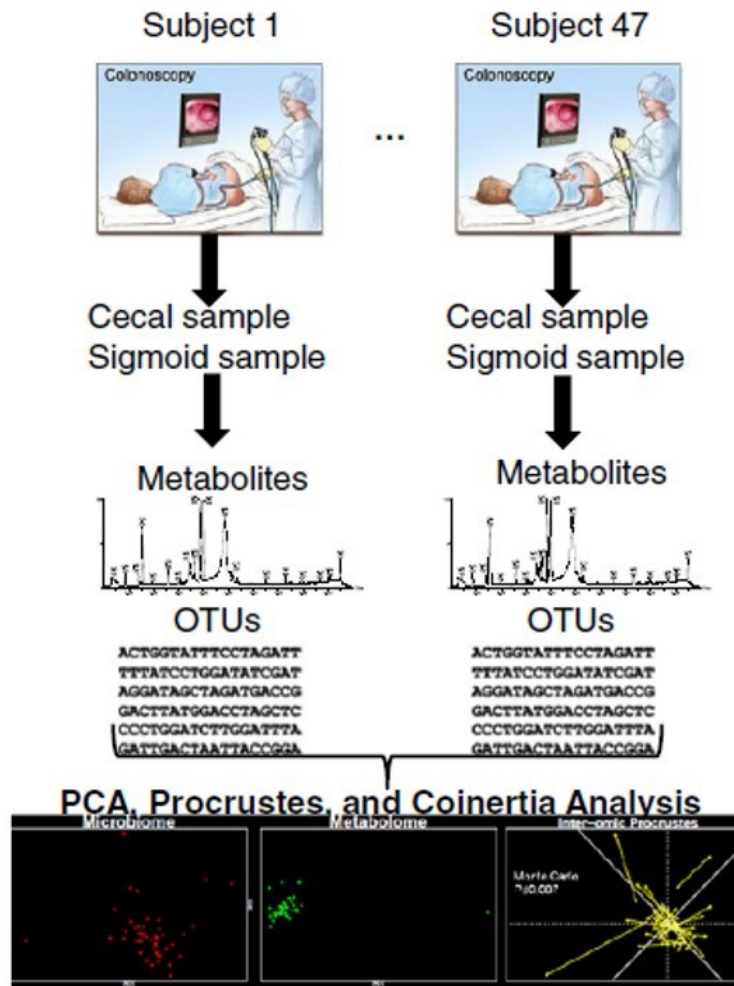 Subject 1
Subject 47
Colonoscopy
...
Colonoscopy
Cecal sample
Sigmoid sample
Cecal sample
Sigmoid sample
Metabolites
Metabolites
OTUs
OTUs
ACTGGTATTTCCTAGATT
TTTATCCTGGATATCGAT
AGGATAGCTAGATGACCG
GACTTATGGACCTAGCTC
CCCTGGATCTTGGATTTA
GATTGACTAATTACCGGA
ACTGGTATTTCCTAGATT
TTTATCCTGGATATCGAT
AGGATAGCTAGATGACCG
GACTTATGGACCTAGCTC
CCCTGGATCTTGGATTTA
GATTGACTAATTACCGGA
PCA, Procrustes, and Coinertia Analysis
Microbiome
Metabolome
Inter-omic Procrustes
Monte Carlo